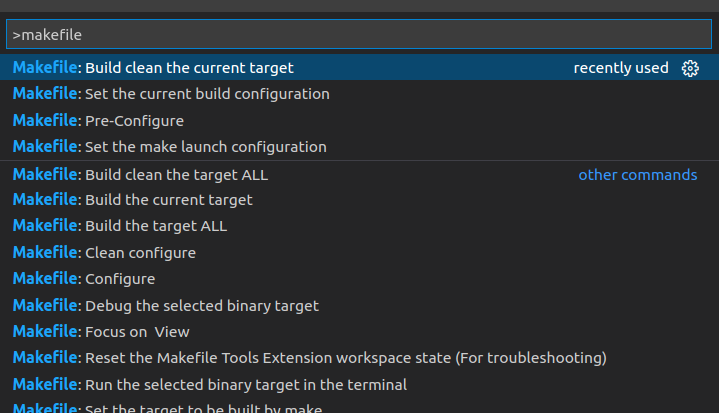 >makefile
Makefile: Build clean the current target recently used
Makefile: Set the current build configuration
Makefile: Pre-Configure
Makefile: Set the make launch configuration
Makefile: Build clean the target ALL other commands
Makefile: Build the current target
Makefile: Build the target ALL
Makefile: Clean configure
Makefile: Configure
Makefile: Debug the selected binary target
Makefile: Focus on  View
Makefile: Reset the Makefile Tools Extension workspace state (For troubleshooting)
Makefile: Run the selected binary target in the terminal
Makefile: Set the target to be built by make